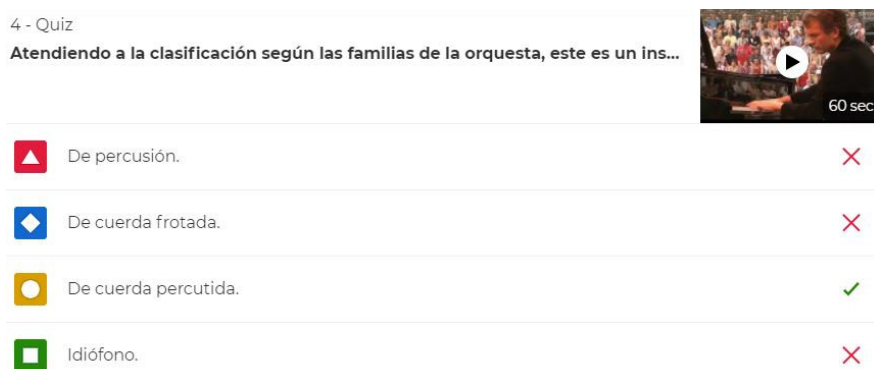 4 - Quiz
Atendiendo a la clasificación según las familias de la orquesta, este es un ins...
60 sec
De percusión.
De cuerda frotada.
De cuerda percutida.
Idiófono.